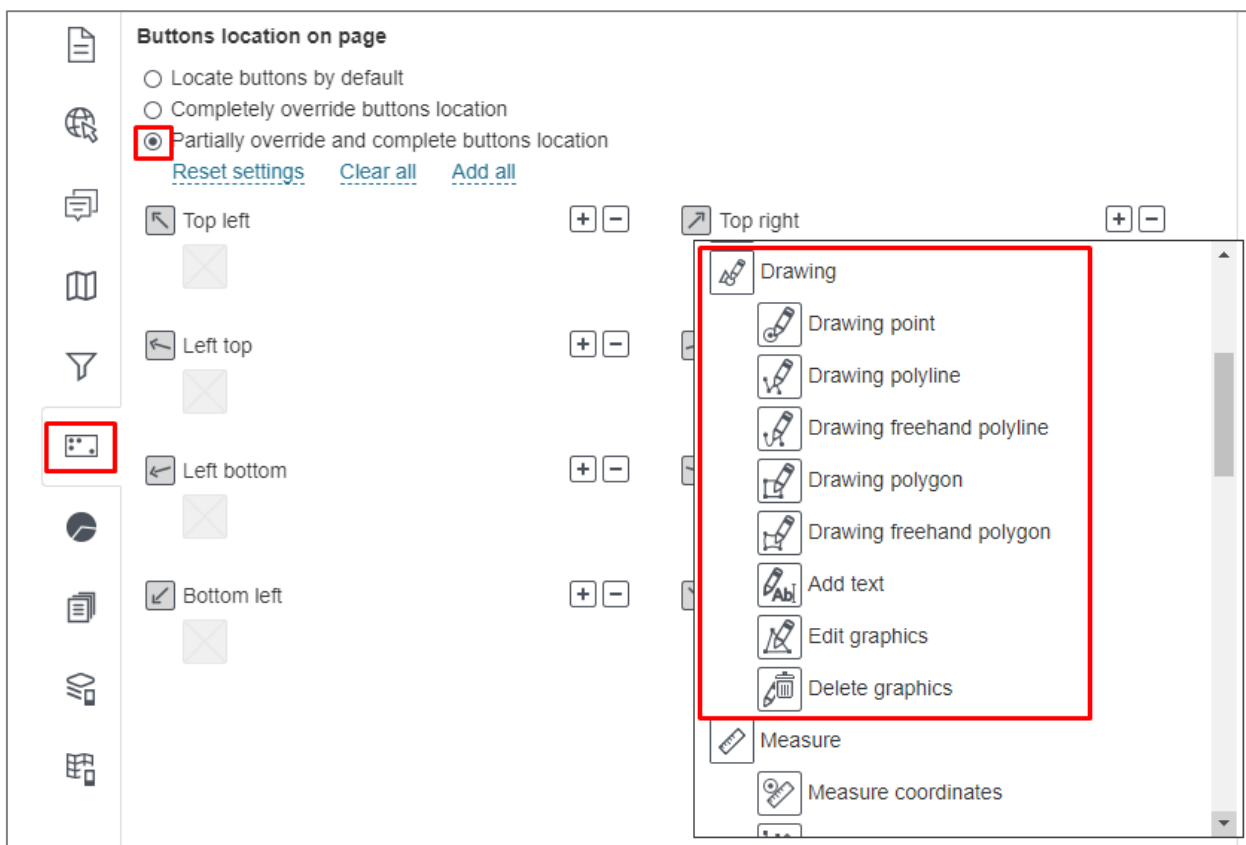 Buttons location on page
Locate buttons by default
Completely override buttons location
Partially override and complete buttons location
Reset settings Clear all Add all
Top left
Top right
Left top
Left bottom
Bottom left
Drawing
Drawing point
Drawing polyline
Drawing freehand polyline
Drawing polygon
Drawing freehand polygon
Abl Add text
Edit graphics
Delete graphics
Measure
Measure coordinates